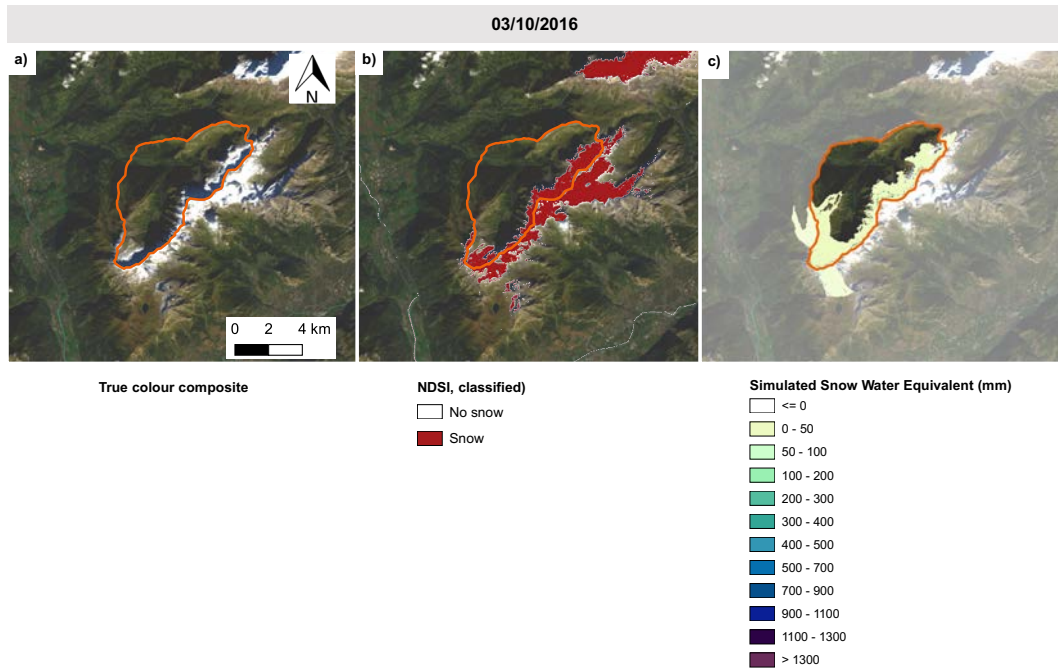 03/10/2016
a)
b)
c)
N
0 2 4 km
True colour composite
NDSI, classified)
No snow
Snow
Simulated Snow Water Equivalent (mm)
<= 0
0 - 50
50 - 100
100 - 200
200 - 300
300 - 400
400 - 500
500 - 700
700 - 900
900 - 1100
1100 - 1300
> 1300